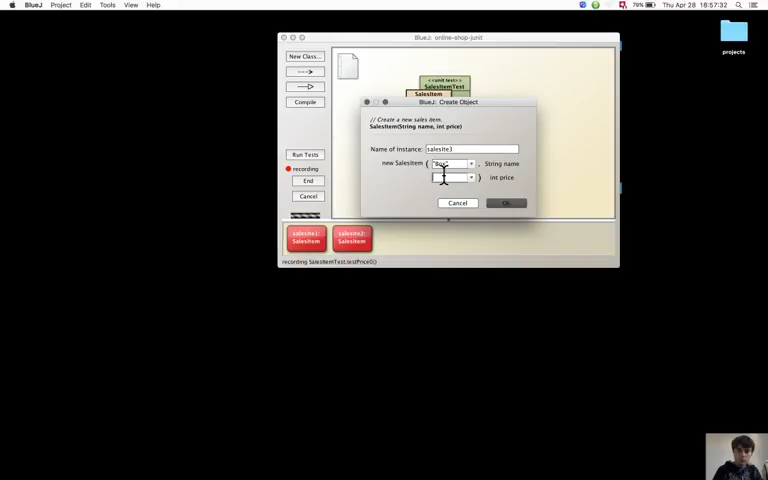 BlueJ Project Edit Tools View Help
79% Thu Apr 28 18:57:32
projects
BlueJ: online-shop-junit
New Class...
Compile
Run Tests
recording
End
Cancel
<<unit test>>
SalesItemTest
SalesItem
BlueJ: Create Object
// Create a new sales item.
SalesItem(String name, int price)
Name of Instance: salesIte3
new SalesItem ( "Box" , String name
) int price
Cancel
Ok
salesIte1:
SalesItem
salesIte2:
SalesItem
recording SalesItemTest.testPrice0()